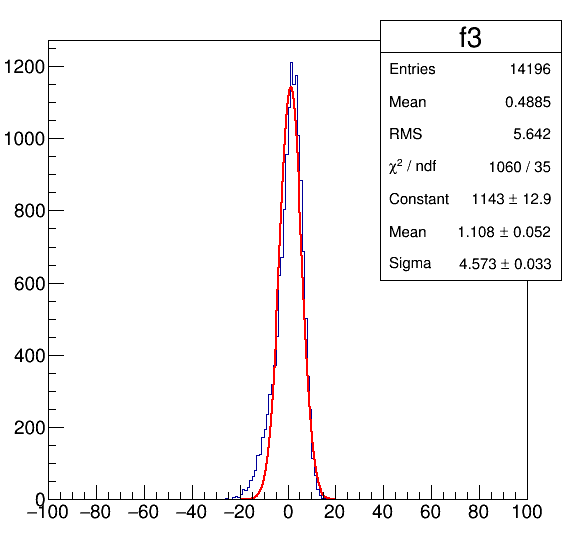 f3
Entries 14196
Mean 0.4885
RMS 5.642
χ² / ndf 1060 / 35
Constant 1143 ± 12.9
Mean 1.108 ± 0.052
Sigma 4.573 ± 0.033
1200
1000
800
600
400
200
0
−100 −80 −60 −40 −20 0 20 40 60 80 100